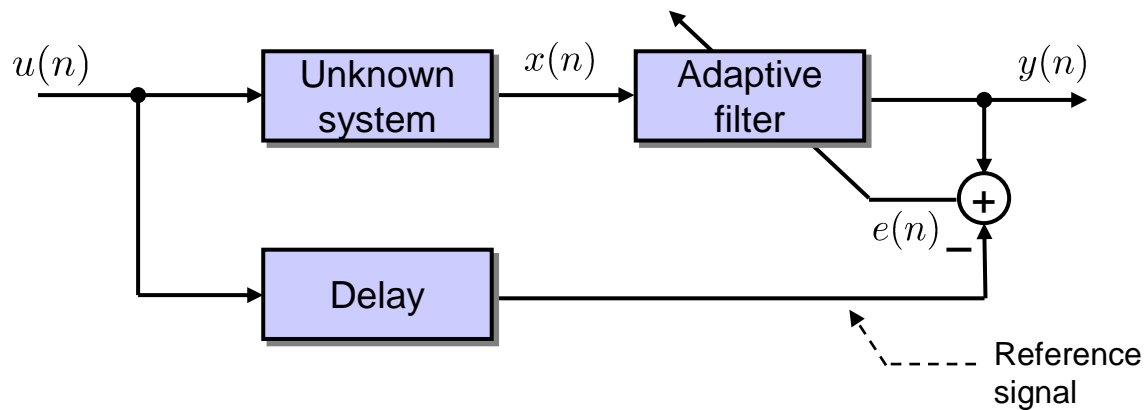 u(n)
Unknown
system
x(n)
Adaptive
filter
y(n)
+
e(n)
−
Delay
Reference
signal